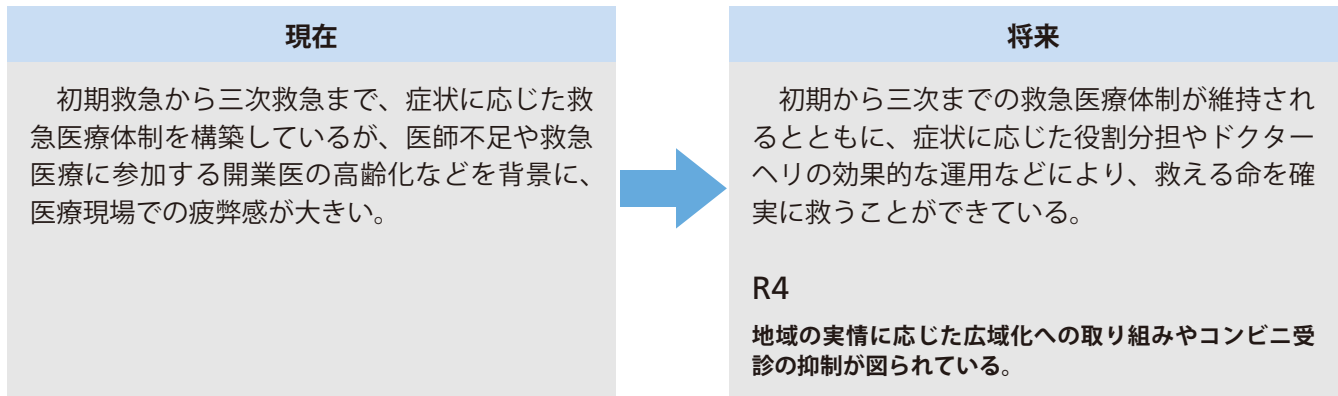 現在
　初期救急から三次救急まで、症状に応じた救
急医療体制を構築しているが、医師不足や救急
医療に参加する開業医の高齢化などを背景に、
医療現場での疲弊感が大きい。
将来
　初期から三次までの救急医療体制が維持され
るとともに、症状に応じた役割分担やドクター
ヘリの効果的な運用などにより、救える命を確
実に救うことができている。
R4
地域の実情に応じた広域化への取り組みやコンビニ受
診の抑制が図られている。